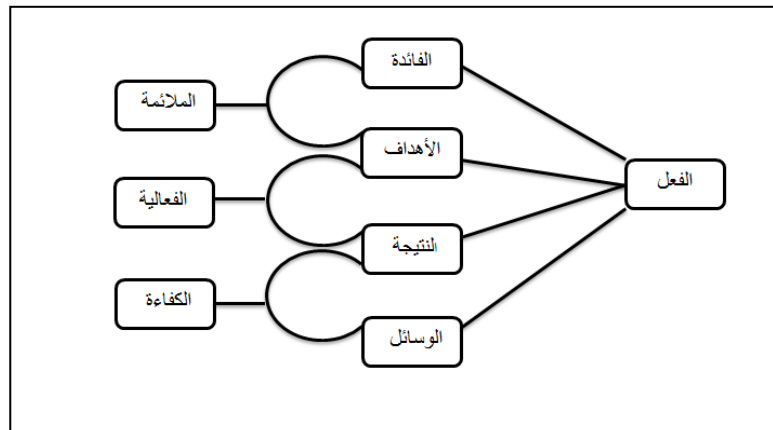 الفائدة
الملائمة
الأهداف
الفعل
الفعالية
النتيجة
الكفاءة
الوسائل